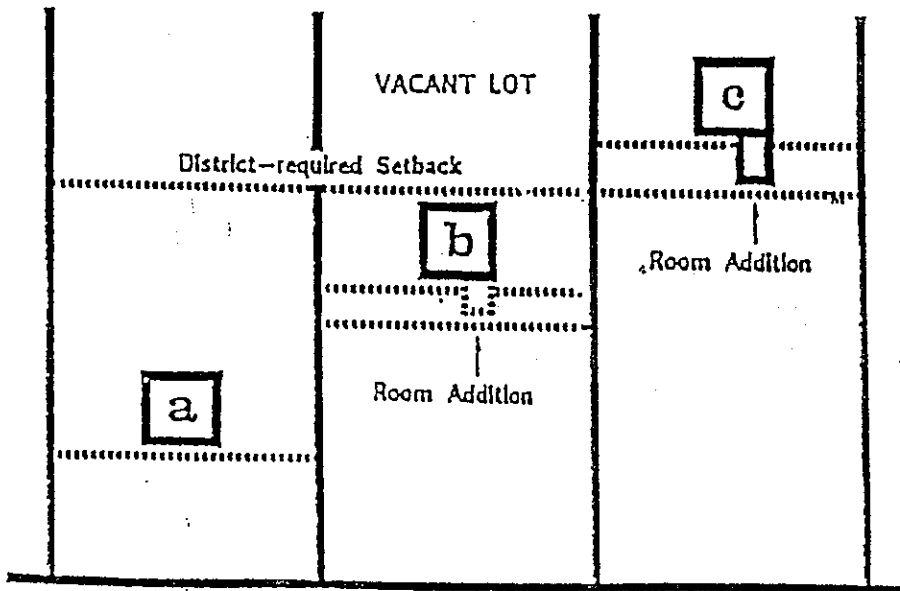 VACANT LOT
c
District-required Setback
b
Room Addition
a
Room Addition